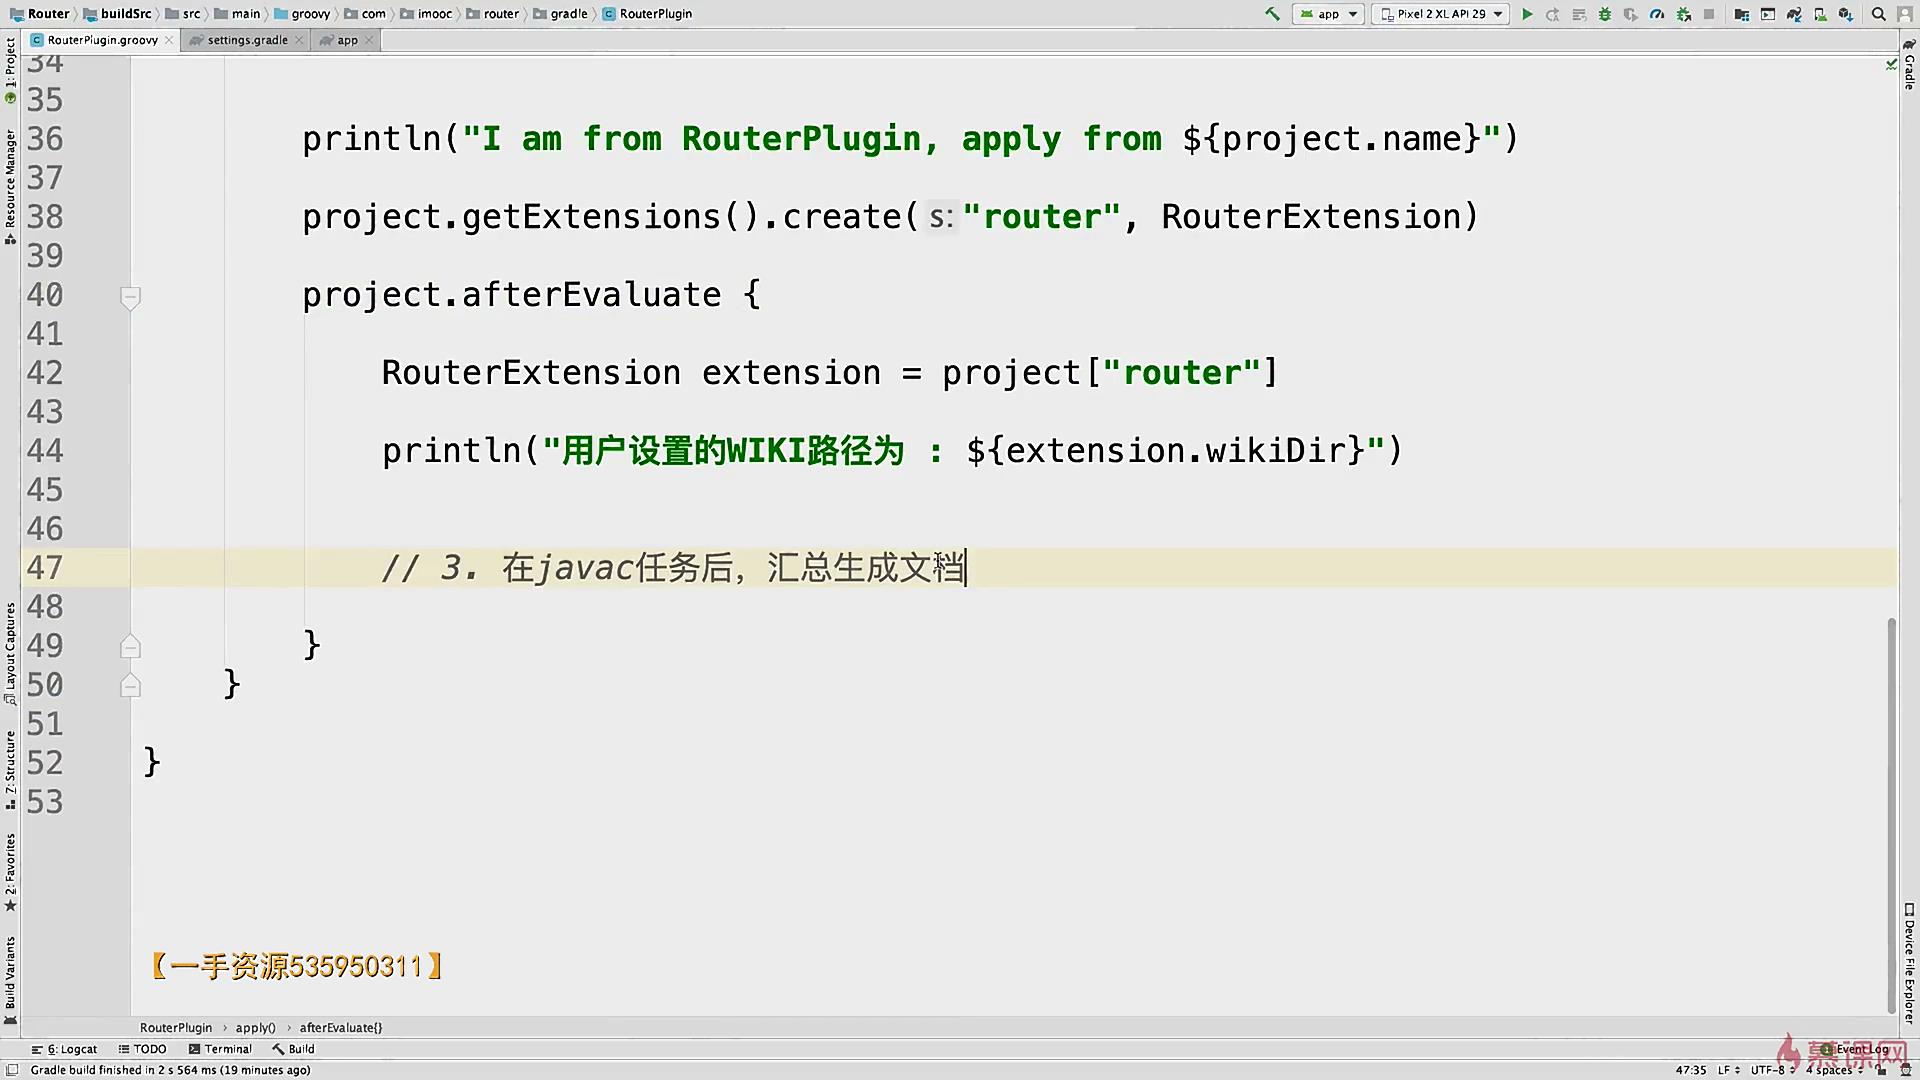 Router buildSrc src main groovy com imooc router gradle RouterPlugin app Pixel 2 XL API 29
RouterPlugin.groovy settings.gradle app
1: Project
Resource Manager
Layout Captures
7: Structure
2: Favorites
Build Variants
Gradle
Device File Explorer
34
35
36 println("I am from RouterPlugin, apply from ${project.name}")
37
38 project.getExtensions().create( s: "router", RouterExtension)
39
40 project.afterEvaluate {
41
42 RouterExtension extension = project["router"]
43
44 println("用户设置的WIKI路径为 : ${extension.wikiDir}")
45
46
47 // 3. 在javac任务后，汇总生成文档
48
49 }
50 }
51
52 }
53
【一手资源535950311】
RouterPlugin › apply() › afterEvaluate{}
6: Logcat TODO Terminal Build Event Log
慕课网
Gradle build finished in 2 s 564 ms (19 minutes ago) 47:35 LF UTF-8 4 spaces